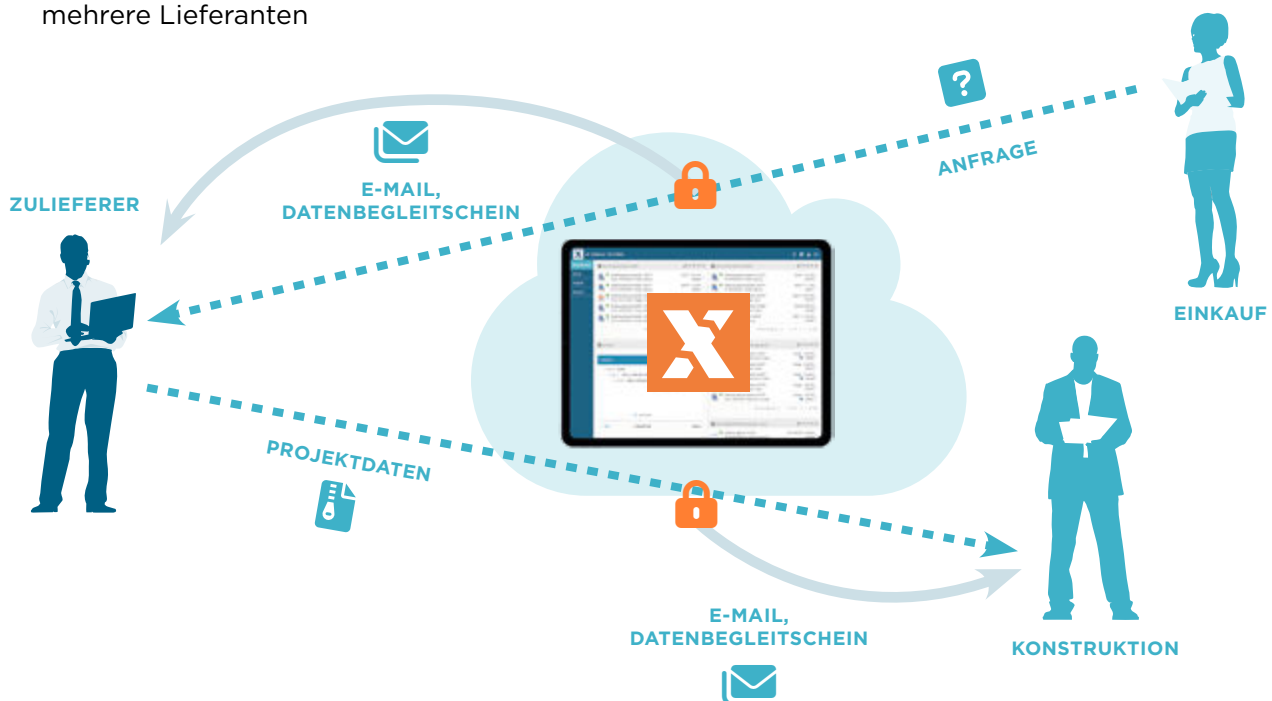 mehrere Lieferanten
?
ANFRAGE
E-MAIL,
DATENBEGLEITSCHEIN
ZULIEFERER
EINKAUF
PROJEKTDATEN
E-MAIL,
DATENBEGLEITSCHEIN
KONSTRUKTION